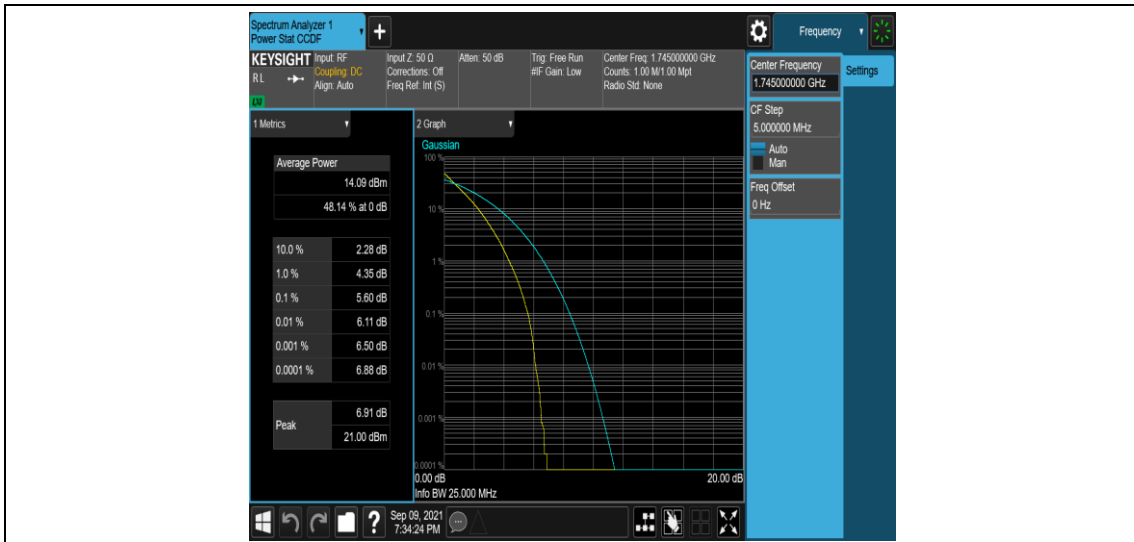 Spectrum Analyzer 1
Power Stat CCDF
+
Frequency
KEYSIGHT
R L
LXI
Input: RF
Coupling: DC
Align: Auto
Input Z: 50 Ω
Corrections: Off
Freq Ref: Int (S)
Atten: 50 dB
Trig: Free Run
#IF Gain: Low
Center Freq: 1.745000000 GHz
Counts: 1.00 M/1.00 Mpt
Radio Std: None
Center Frequency
1.745000000 GHz
Settings
CF Step
5.000000 MHz
Auto
Man
Freq Offset
0 Hz
1 Metrics
Average Power
14.09 dBm
48.14 % at 0 dB
10.0 % 2.28 dB
1.0 % 4.35 dB
0.1 % 5.60 dB
0.01 % 6.11 dB
0.001 % 6.50 dB
0.0001 % 6.88 dB
Peak
6.91 dB
21.00 dBm
2 Graph
Gaussian
100 %
10 %
1 %
0.1 %
0.01 %
0.001 %
0.0001 %
0.00 dB
20.00 dB
Info BW 25.000 MHz
?
Sep 09, 2021
7:34:24 PM